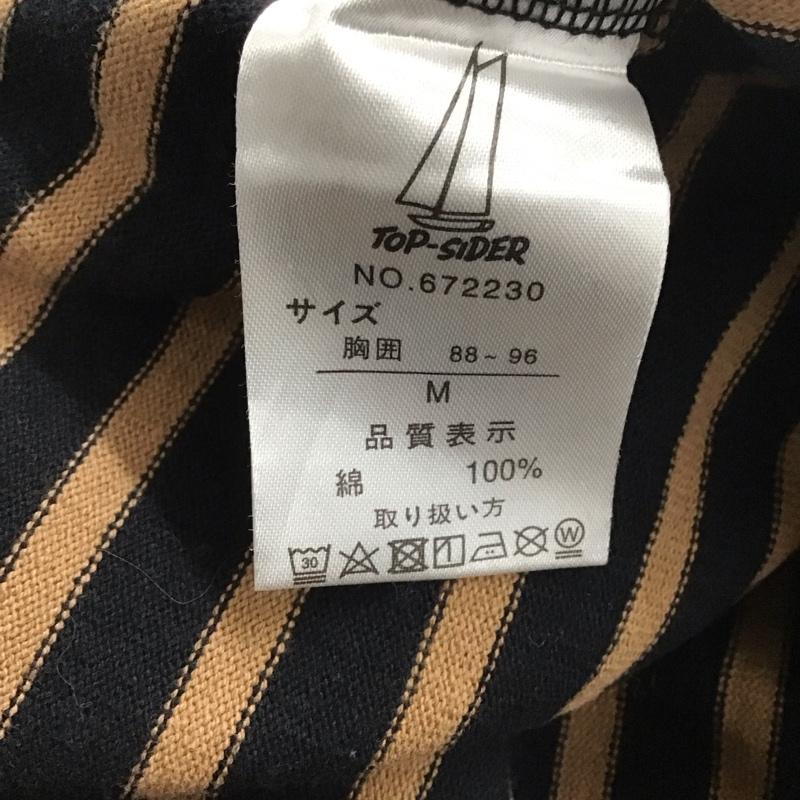 TOP-SIDER
NO.672230
サイズ
胸囲 88~96
M
品質表示
綿 100%
取り扱い方
30 W